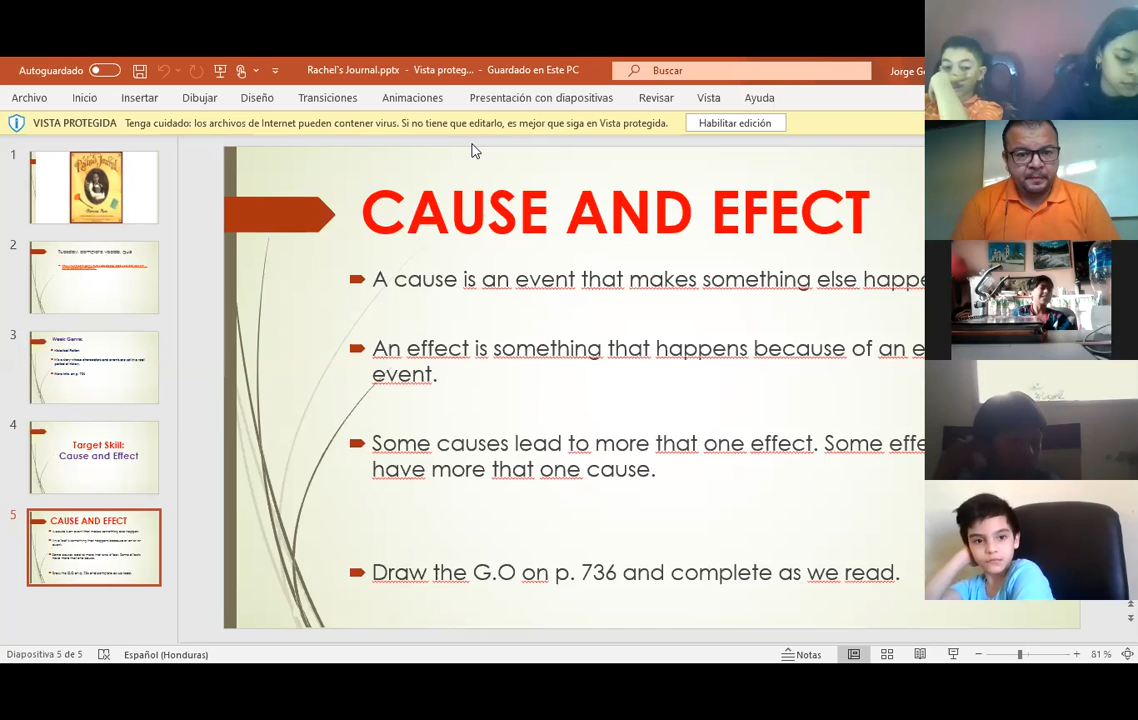 Autoguardado
Rachel's Journal.pptx - Vista proteg... - Guardado en Este PC
Buscar
Jorge G
Archivo Inicio Insertar Dibujar Diseño Transiciones Animaciones Presentación con diapositivas Revisar Vista Ayuda
VISTA PROTEGIDA Tenga cuidado: los archivos de Internet pueden contener virus. Si no tiene que editarlo, es mejor que siga en Vista protegida. Habilitar edición
1
2
3
4
Target Skill:
Cause and Effect
5
CAUSE AND EFECT
CAUSE AND EFECT
A cause is an event that makes something else happe
An effect is something that happens because of an e
event.
Some causes lead to more that one effect. Some effe
have more that one cause.
Draw the G.O on p. 736 and complete as we read.
Diapositiva 5 de 5 Español (Honduras) Notas 81 %